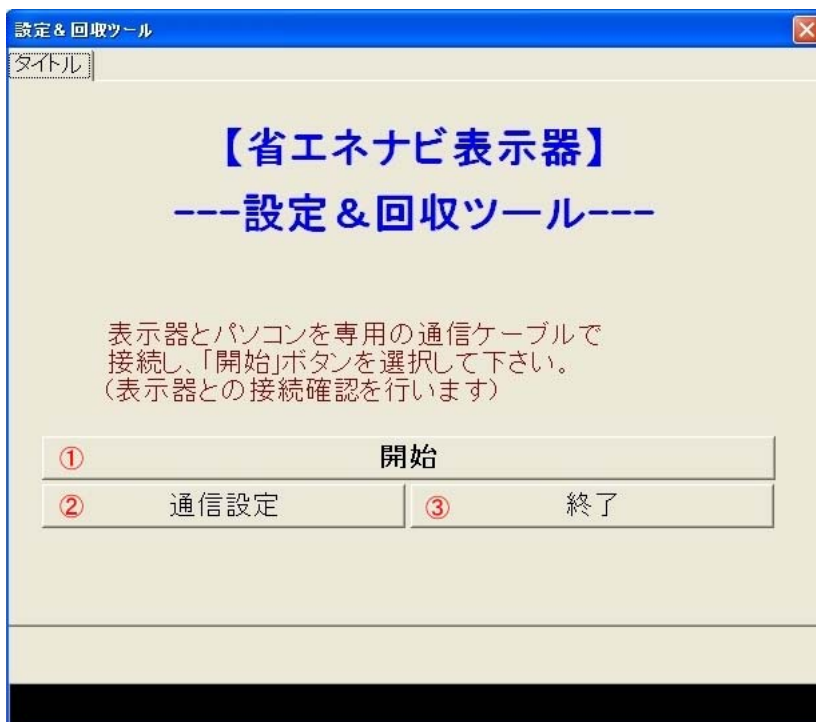 設定&回収ツール
タイトル
【省エネナビ表示器】
---設定&回収ツール---
表示器とパソコンを専用の通信ケーブルで
接続し、「開始」ボタンを選択して下さい。
(表示器との接続確認を行います)
① 開始
② 通信設定 ③ 終了